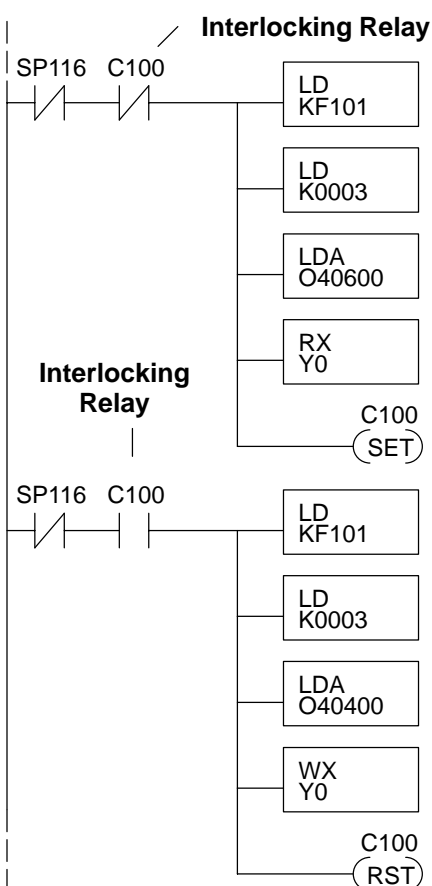 Interlocking Relay
SP116 C100
LD
KF101
LD
K0003
LDA
O40600
RX
Y0
C100
SET
Interlocking
Relay
SP116 C100
LD
KF101
LD
K0003
LDA
O40400
WX
Y0
C100
RST